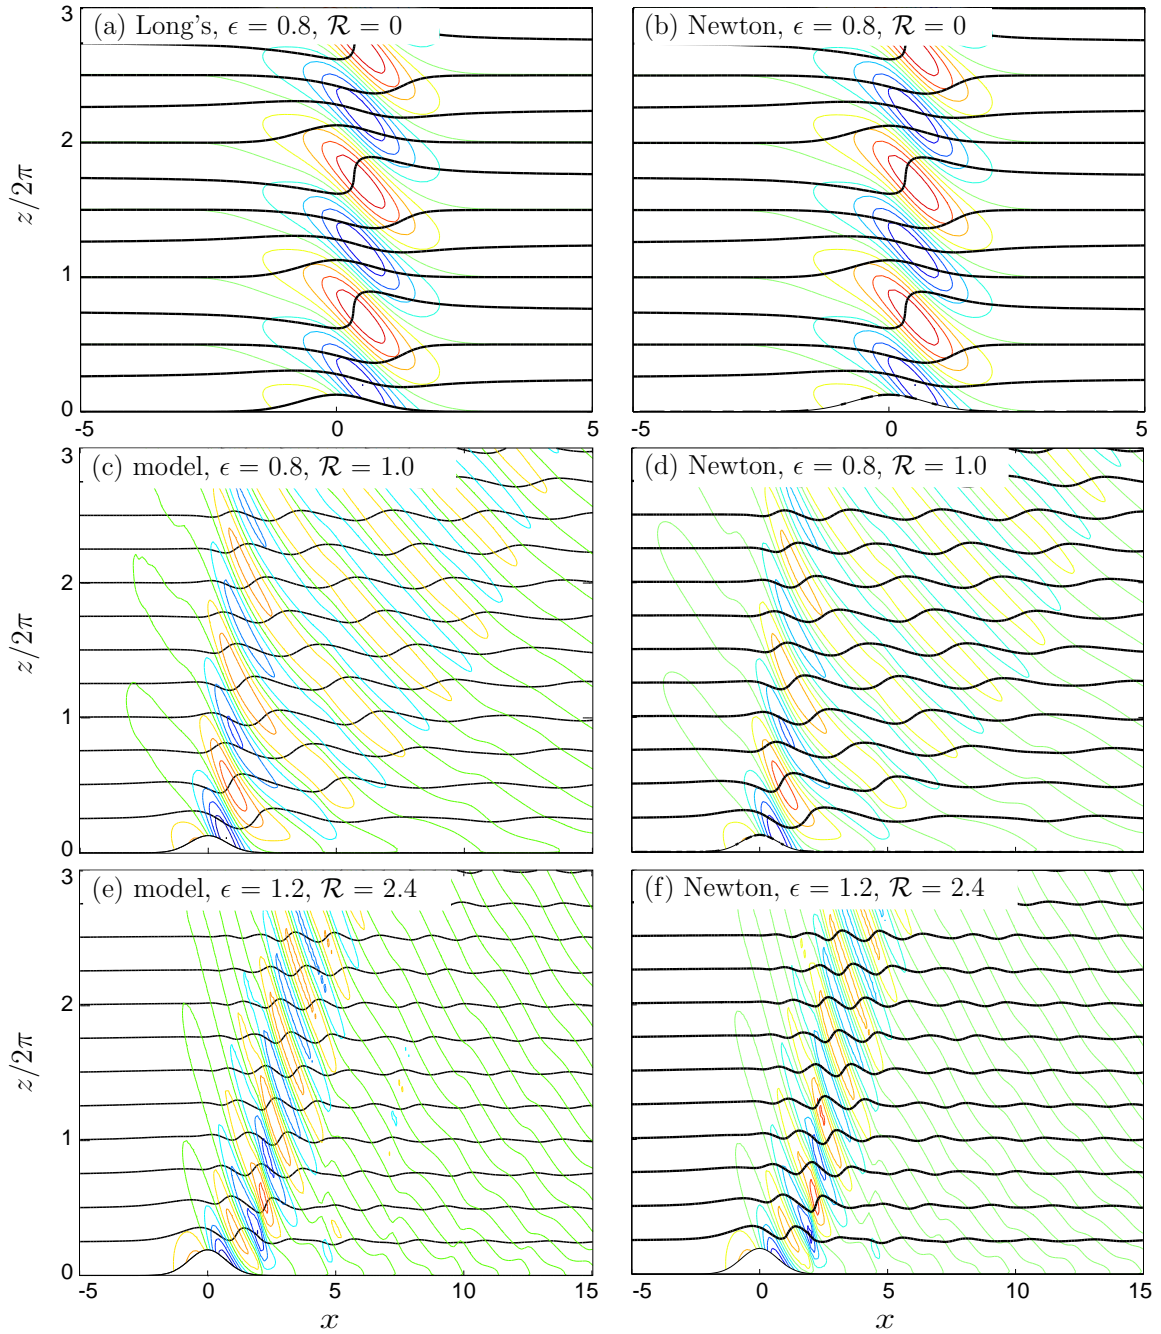 (a) Long's, ϵ = 0.8, ℛ = 0
(b) Newton, ϵ = 0.8, ℛ = 0
3
2
1
0
z/2π
-5 0 5
-5 0 5
(c) model, ϵ = 0.8, ℛ = 1.0
(d) Newton, ϵ = 0.8, ℛ = 1.0
3
2
1
0
z/2π
(e) model, ϵ = 1.2, ℛ = 2.4
(f) Newton, ϵ = 1.2, ℛ = 2.4
3
2
1
0
z/2π
-5 0 5 10 15
-5 0 5 10 15
x
x